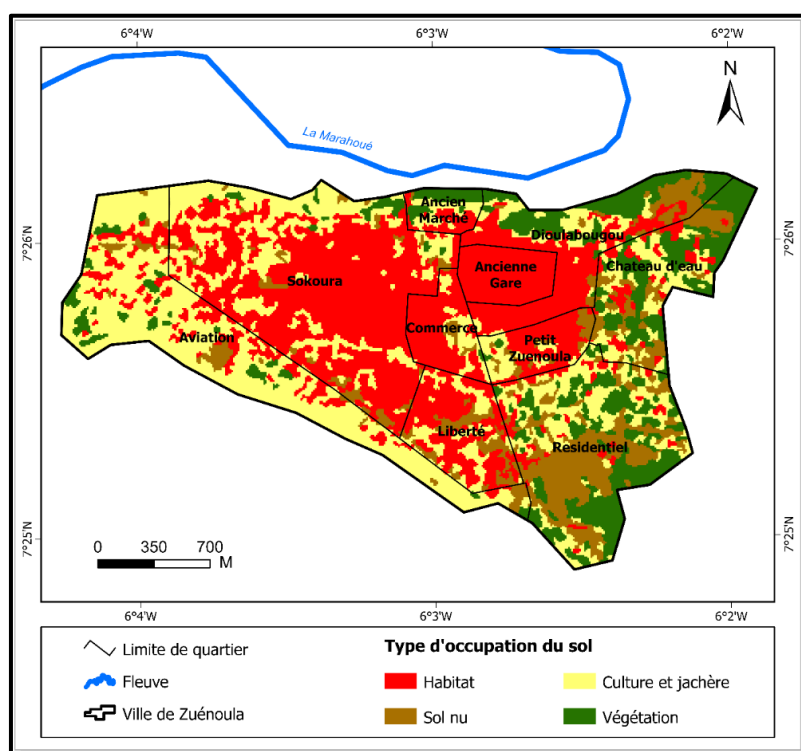 6°4'W 6°3'W 6°2'W
N
La Marahoué
7°26'N 7°26'N
Ancien
Marché
Dioulabougou
Chateau d'eau
Ancienne
Gare
Sokoura
Commerce
Aviation
Petit
Zuenoula
Liberté
Residentiel
7°25'N 7°25'N
0 350 700
M
6°4'W 6°3'W 6°2'W
Limite de quartier
Fleuve
Ville de Zuénoula
Type d'occupation du sol
Habitat
Culture et jachère
Sol nu
Végétation